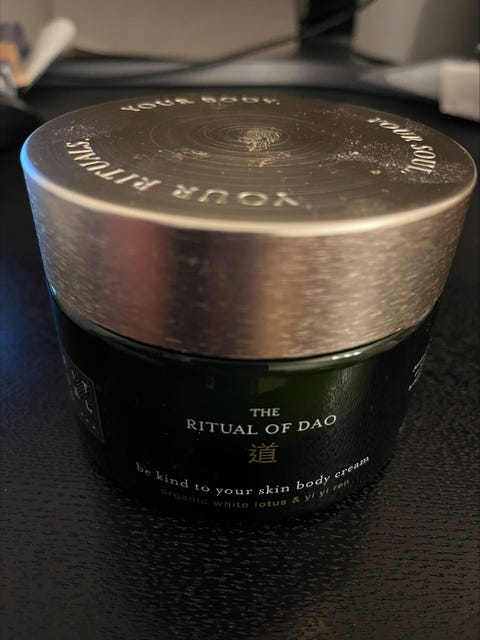 YOUR BODY.
YOUR SOUL.
YOUR RITUALS.
THE
RITUAL OF DAO
道
be kind to your skin body cream
organic white lotus & yi yi ren